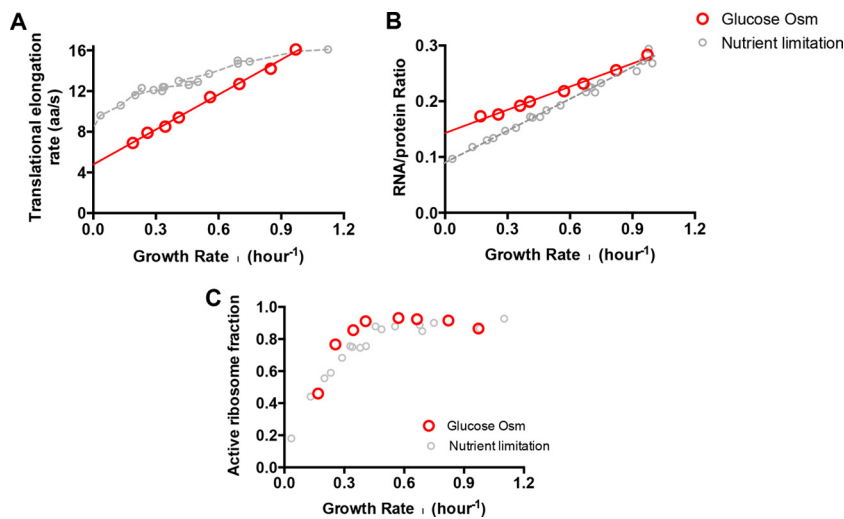 A
B
Glucose Osm
Nutrient limitation
Translational elongation
rate (aa/s)
16
12
8
4
0
0.0 0.3 0.6 0.9 1.2
Growth Rate (hour-1)
RNA/protein Ratio
0.3
0.2
0.1
0.0
0.0 0.3 0.6 0.9 1.2
Growth Rate (hour-1)
C
Active ribosome fraction
1.0
0.8
0.6
0.4
0.2
0.0
0.0 0.3 0.6 0.9 1.2
Growth Rate (hour-1)
Glucose Osm
Nutrient limitation